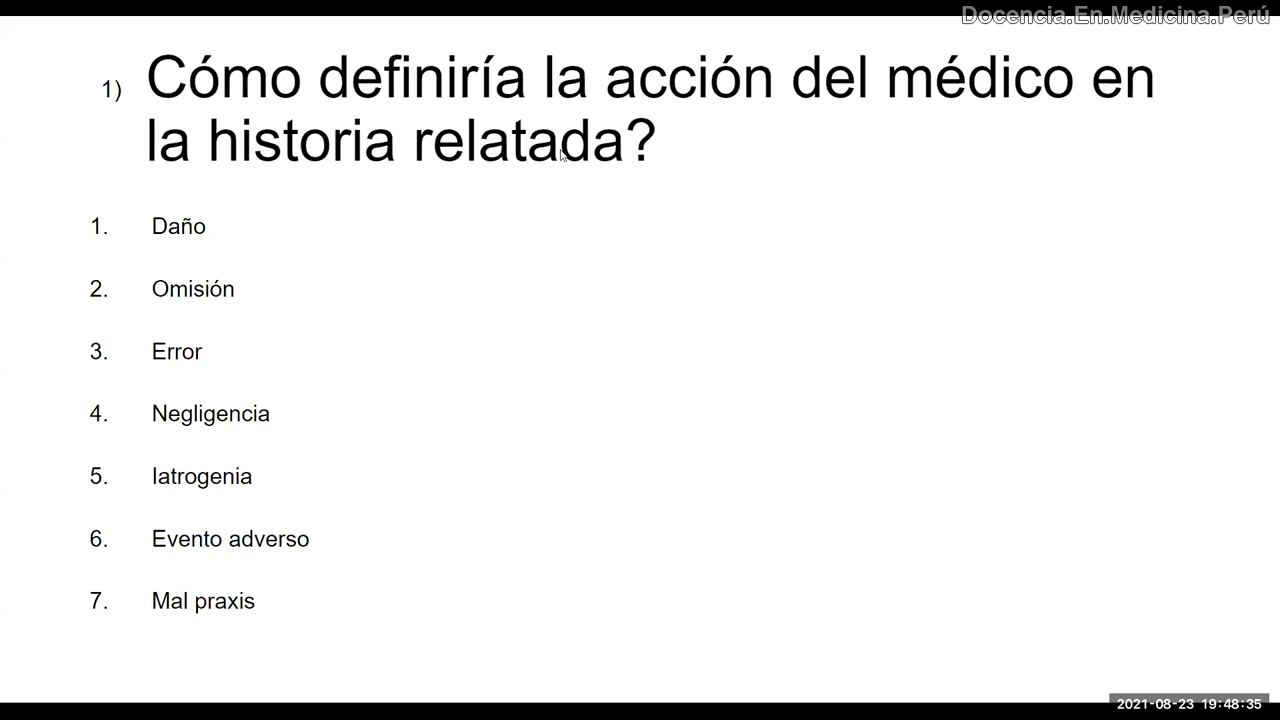 Docencia.En.Medicina.Perú
1) Cómo definiría la acción del médico en
la historia relatada?
1. Daño
2. Omisión
3. Error
4. Negligencia
5. Iatrogenia
6. Evento adverso
7. Mal praxis
2021-08-23 19:48:35